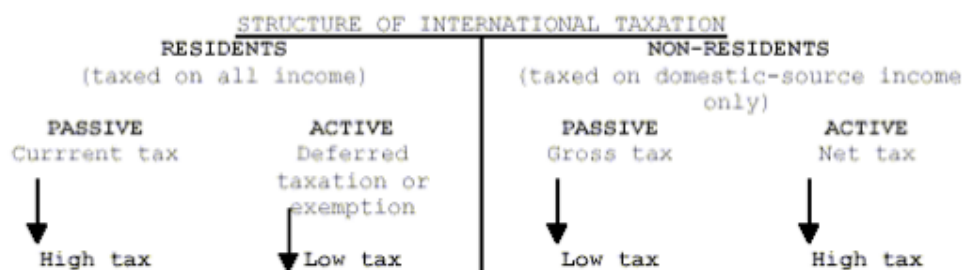 STRUCTURE OF INTERNATIONAL TAXATION
RESIDENTS
(taxed on all income)
PASSIVE
Currrent tax
High tax
ACTIVE
Deferred
taxation or
exemption
Low tax
NON-RESIDENTS
(taxed on domestic-source income
only)
PASSIVE
Gross tax
Low tax
ACTIVE
Net tax
High tax